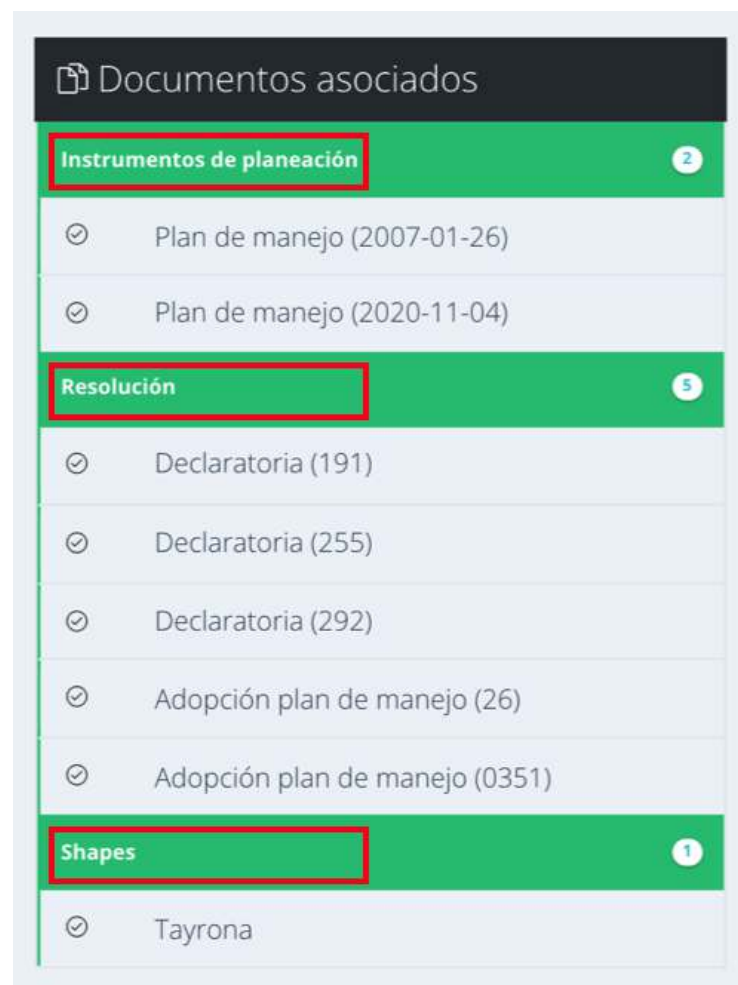 Documentos asociados
Instrumentos de planeación 2
Plan de manejo (2007-01-26)
Plan de manejo (2020-11-04)
Resolución 5
Declaratoria (191)
Declaratoria (255)
Declaratoria (292)
Adopción plan de manejo (26)
Adopción plan de manejo (0351)
Shapes 1
Tayrona